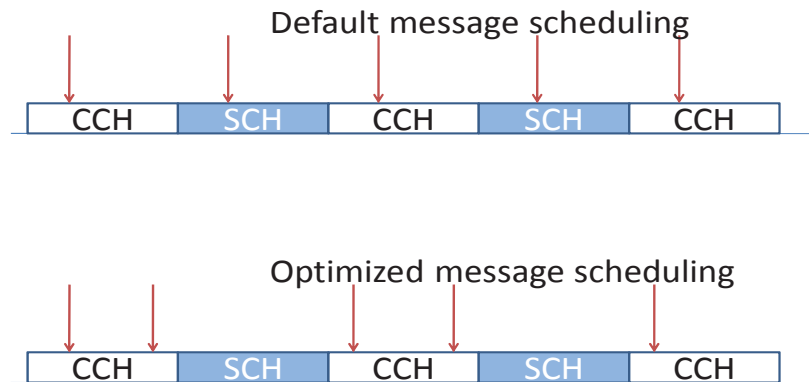 Default message scheduling
CCH SCH CCH SCH CCH
Optimized message scheduling
CCH SCH CCH SCH CCH